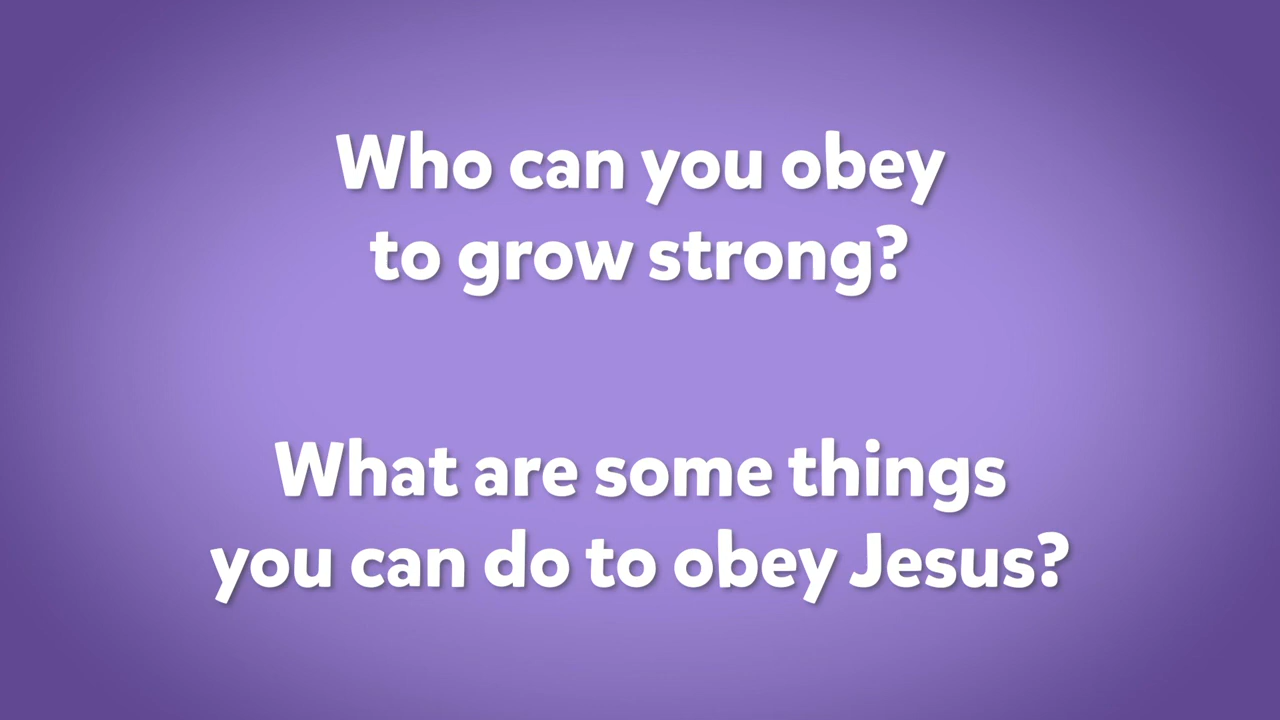 Who can you obey
to grow strong?
What are some things
you can do to obey Jesus?